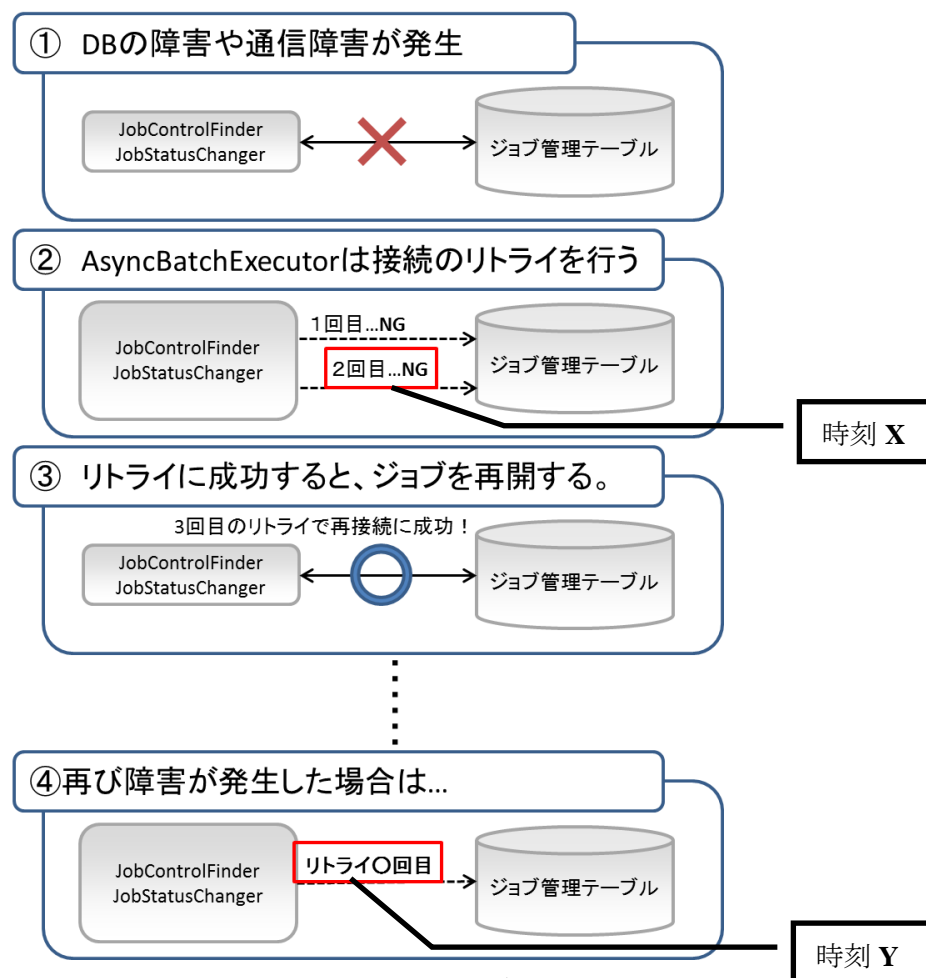 ① DBの障害や通信障害が発生
JobControlFinder
JobStatusChanger
ジョブ管理テーブル
② AsyncBatchExecutorは接続のリトライを行う
1回目...NG
JobControlFinder
JobStatusChanger
2回目...NG
ジョブ管理テーブル
時刻 X
③ リトライに成功すると、ジョブを再開する。
3回目のリトライで再接続に成功！
JobControlFinder
JobStatusChanger
ジョブ管理テーブル
④再び障害が発生した場合は...
リトライ〇回目
JobControlFinder
JobStatusChanger
ジョブ管理テーブル
時刻 Y